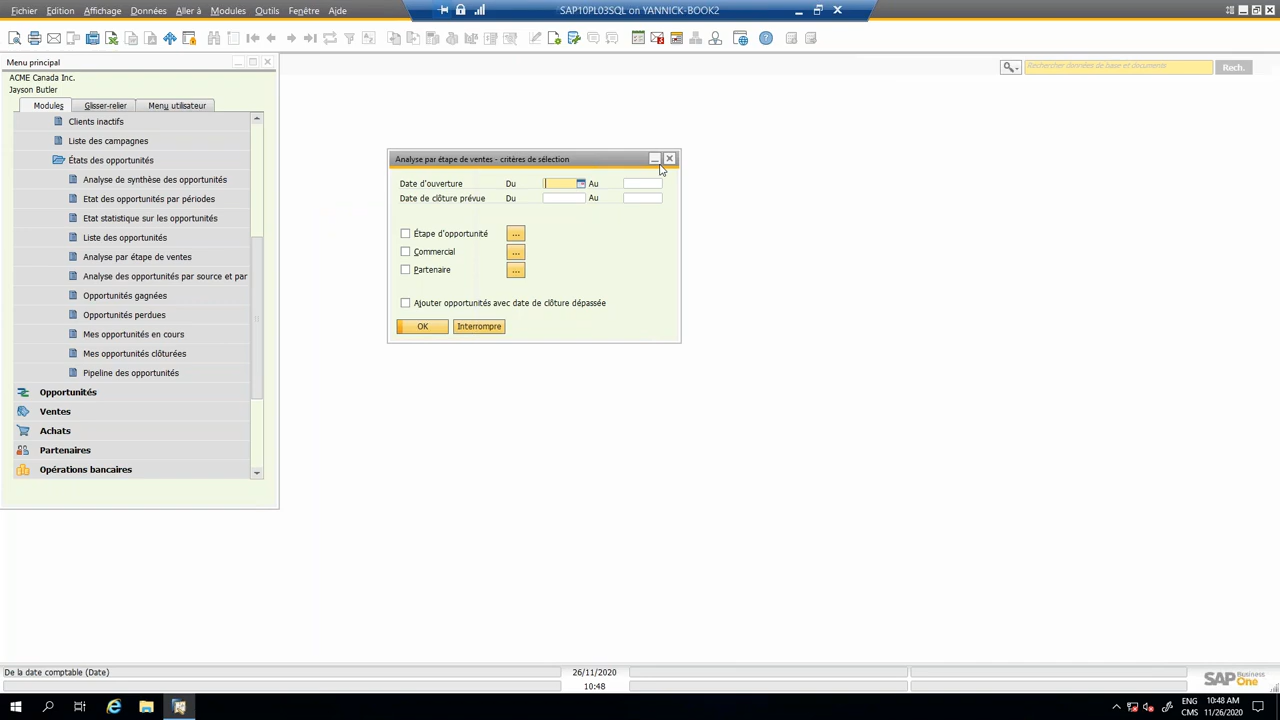 SAP10PL03SQL on YANNICK-BOOK2
Fichier Edition Affichage Données Aller à Modules Outils Fenêtre Aide
Menu principal
ACME Canada Inc.
Jayson Butler
Modules Glisser-relier Menu utilisateur
Clients inactifs
Liste des campagnes
États des opportunités
Analyse de synthèse des opportunités
Etat des opportunités par périodes
Etat statistique sur les opportunités
Liste des opportunités
Analyse par étape de ventes
Analyse des opportunités par source et par
Opportunités gagnées
Opportunités perdues
Mes opportunités en cours
Mes opportunités clôturées
Pipeline des opportunités
Opportunités
Ventes
Achats
Partenaires
Opérations bancaires
Rechercher données de base et documents Rech.
Analyse par étape de ventes - critères de sélection
Date d'ouverture Du Au
Date de clôture prévue Du Au
Étape d'opportunité ...
Commercial ...
Partenaire ...
Ajouter opportunités avec date de clôture dépassée
OK Interrompre
De la date comptable (Date) 26/11/2020
10:48
SAP Business One
ENG 10:48 AM
CMS 11/26/2020